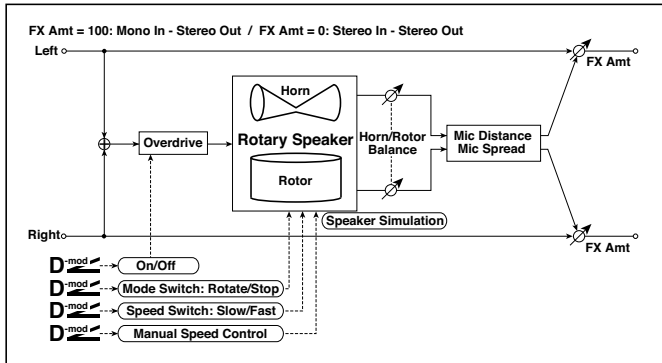 FX Amt = 100: Mono In - Stereo Out / FX Amt = 0: Stereo In - Stereo Out
Left
FX Amt
Horn
Overdrive
Rotary Speaker
Horn/Rotor
Balance
Mic Distance
Mic Spread
Rotor
Speaker Simulation
Right
FX Amt
D-mod
On/Off
D-mod
Mode Switch: Rotate/Stop
D-mod
Speed Switch: Slow/Fast
D-mod
Manual Speed Control